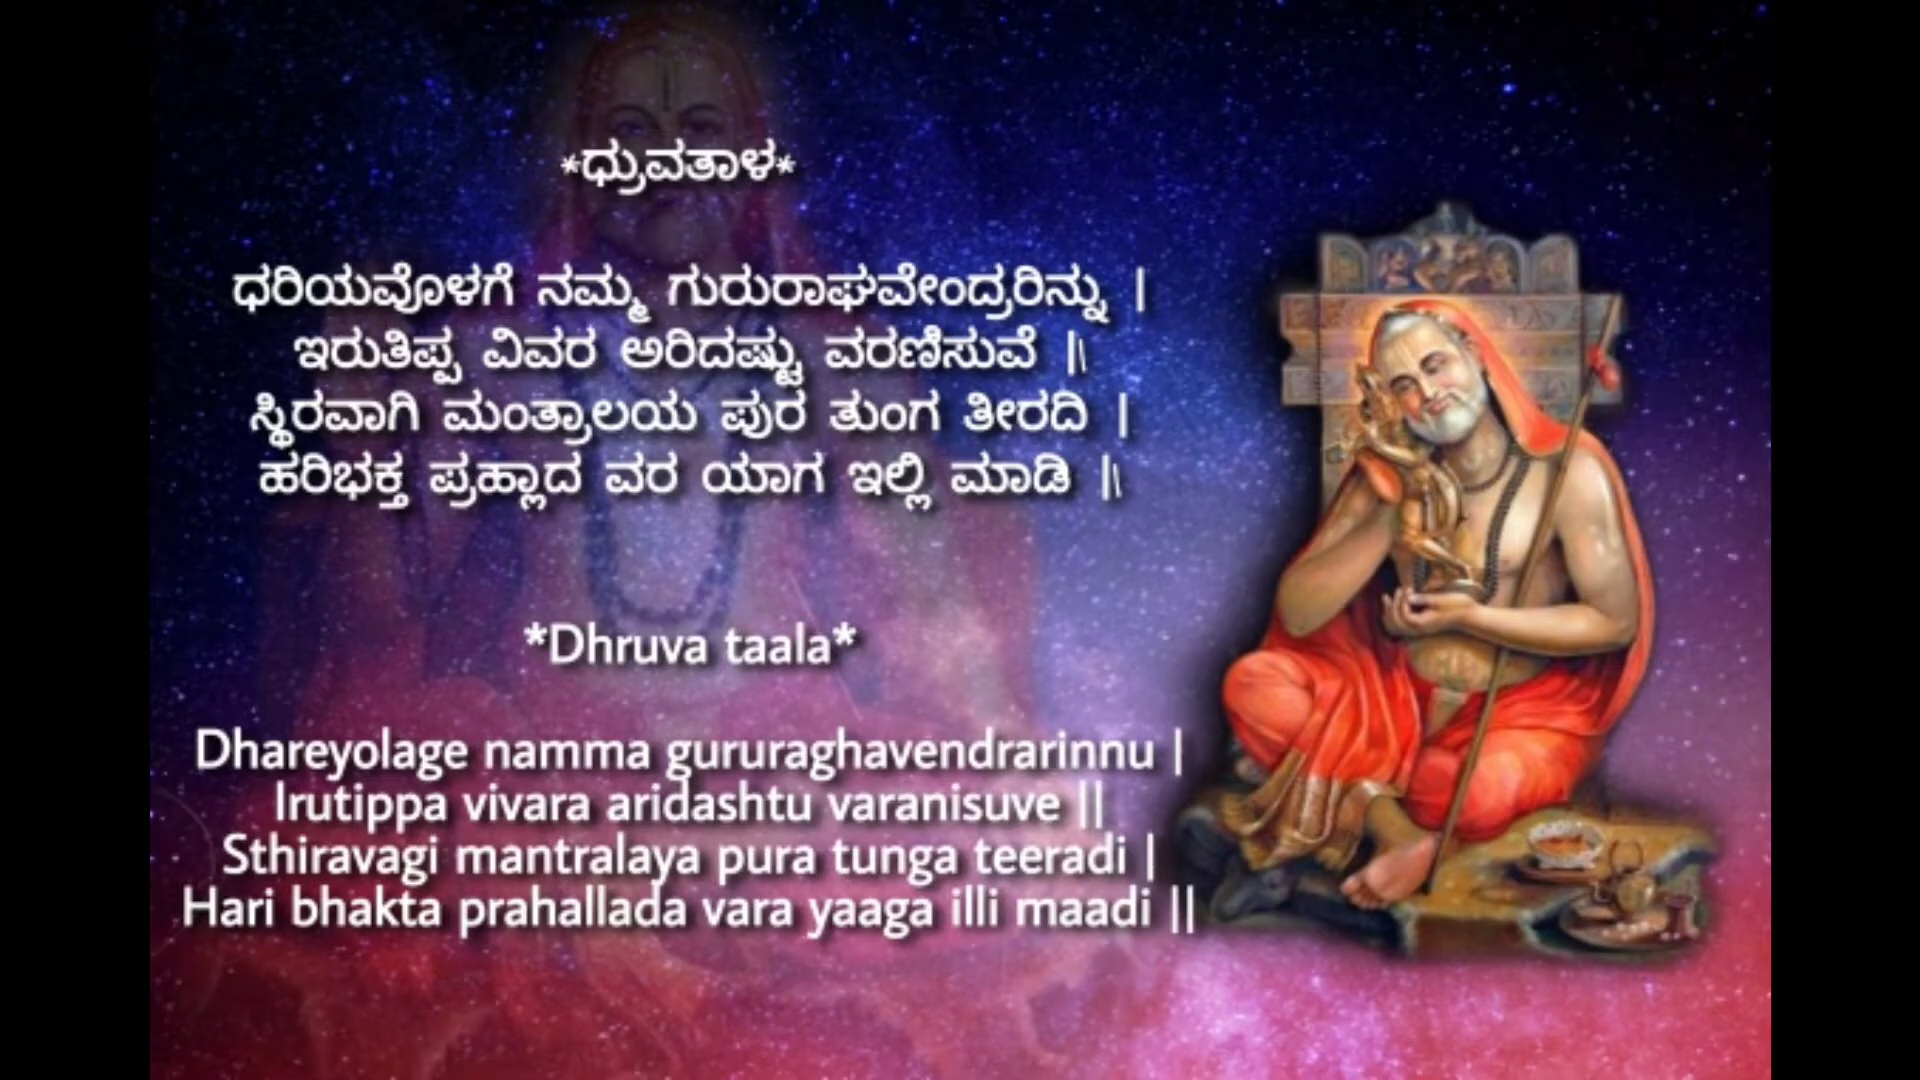 *ಧ್ರುವತಾಳ*
ಧರಿಯವೊಳಗೆ ನಮ್ಮ ಗುರುರಾಘವೇಂದ್ರರಿನ್ನು |
ಇರುತಿಪ್ಪ ವಿವರ ಅರಿದಷ್ಟು ವರಣಿಸುವೆ |\
ಸ್ಥಿರವಾಗಿ ಮಂತ್ರಾಲಯ ಪುರ ತುಂಗ ತೀರದಿ |
ಹರಿಭಕ್ತ ಪ್ರಹ್ಲಾದ ವರ ಯಾಗ ಇಲ್ಲಿ ಮಾಡಿ |\
*Dhruva taala*
Dhareyolage namma gururaghavendrarinnu |
Irutippa vivara aridashtu varanisuve ||
Sthiravagi mantralaya pura tunga teeradi |
Hari bhakta prahallada vara yaaga illi maadi ||